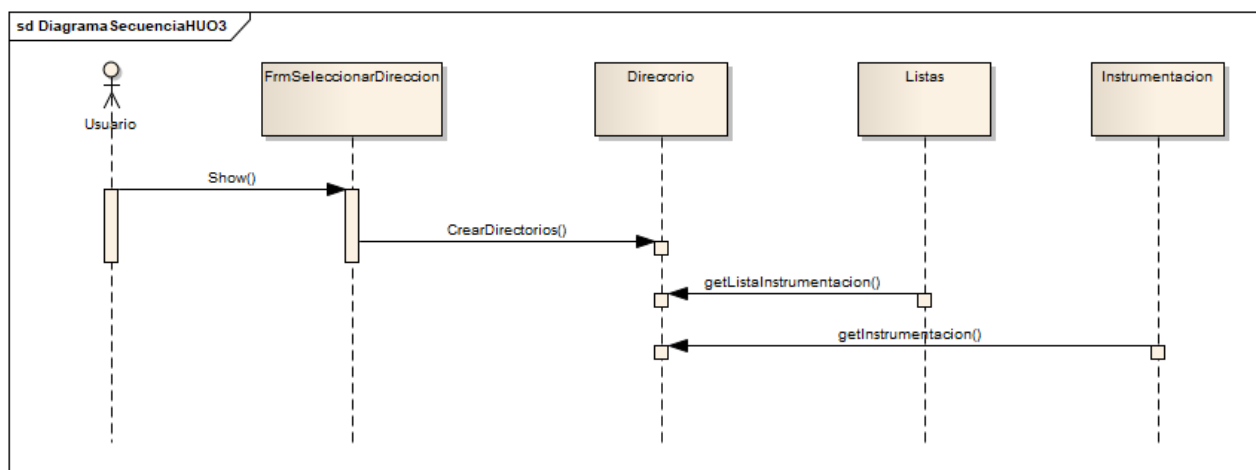 sd DiagramaSecuenciaHUO3
Usuario
FrmSeleccionarDireccion
Direcrorio
Listas
Instrumentacion
Show()
CrearDirectorios()
getListaInstrumentacion()
getInstrumentacion()